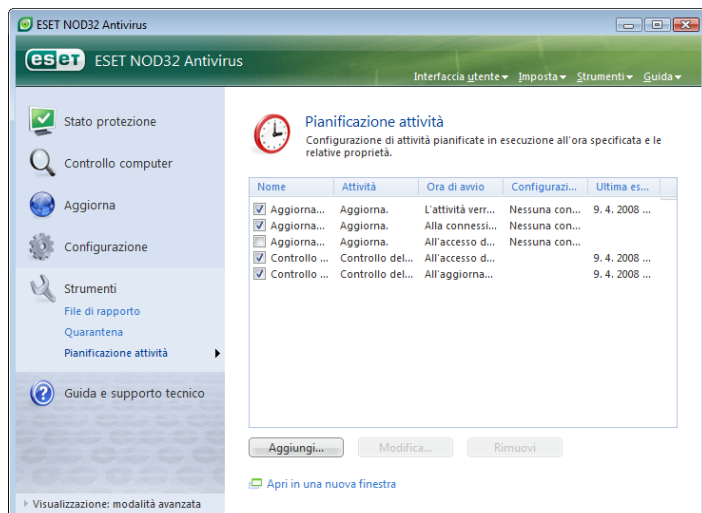 ESET NOD32 Antivirus
eset ESET NOD32 Antivirus
Interfaccia utente Imposta Strumenti Guida
Stato protezione
Controllo computer
Aggiorna
Configurazione
Strumenti
File di rapporto
Quarantena
Pianificazione attività
Guida e supporto tecnico
Visualizzazione: modalità avanzata
Pianificazione attività
Configurazione di attività pianificate in esecuzione all'ora specificata e le
relative proprietà.
Nome Attività Ora di avvio Configurazi... Ultima es...
Aggiorna... Aggiorna. L'attività verr... Nessuna con... 9. 4. 2008 ...
Aggiorna... Aggiorna. Alla connessi... Nessuna con...
Aggiorna... Aggiorna. All'accesso d... Nessuna con...
Controllo ... Controllo del... All'accesso d... 9. 4. 2008 ...
Controllo ... Controllo del... All'aggiorna... 9. 4. 2008 ...
Aggiungi... Modifica... Rimuovi
Apri in una nuova finestra